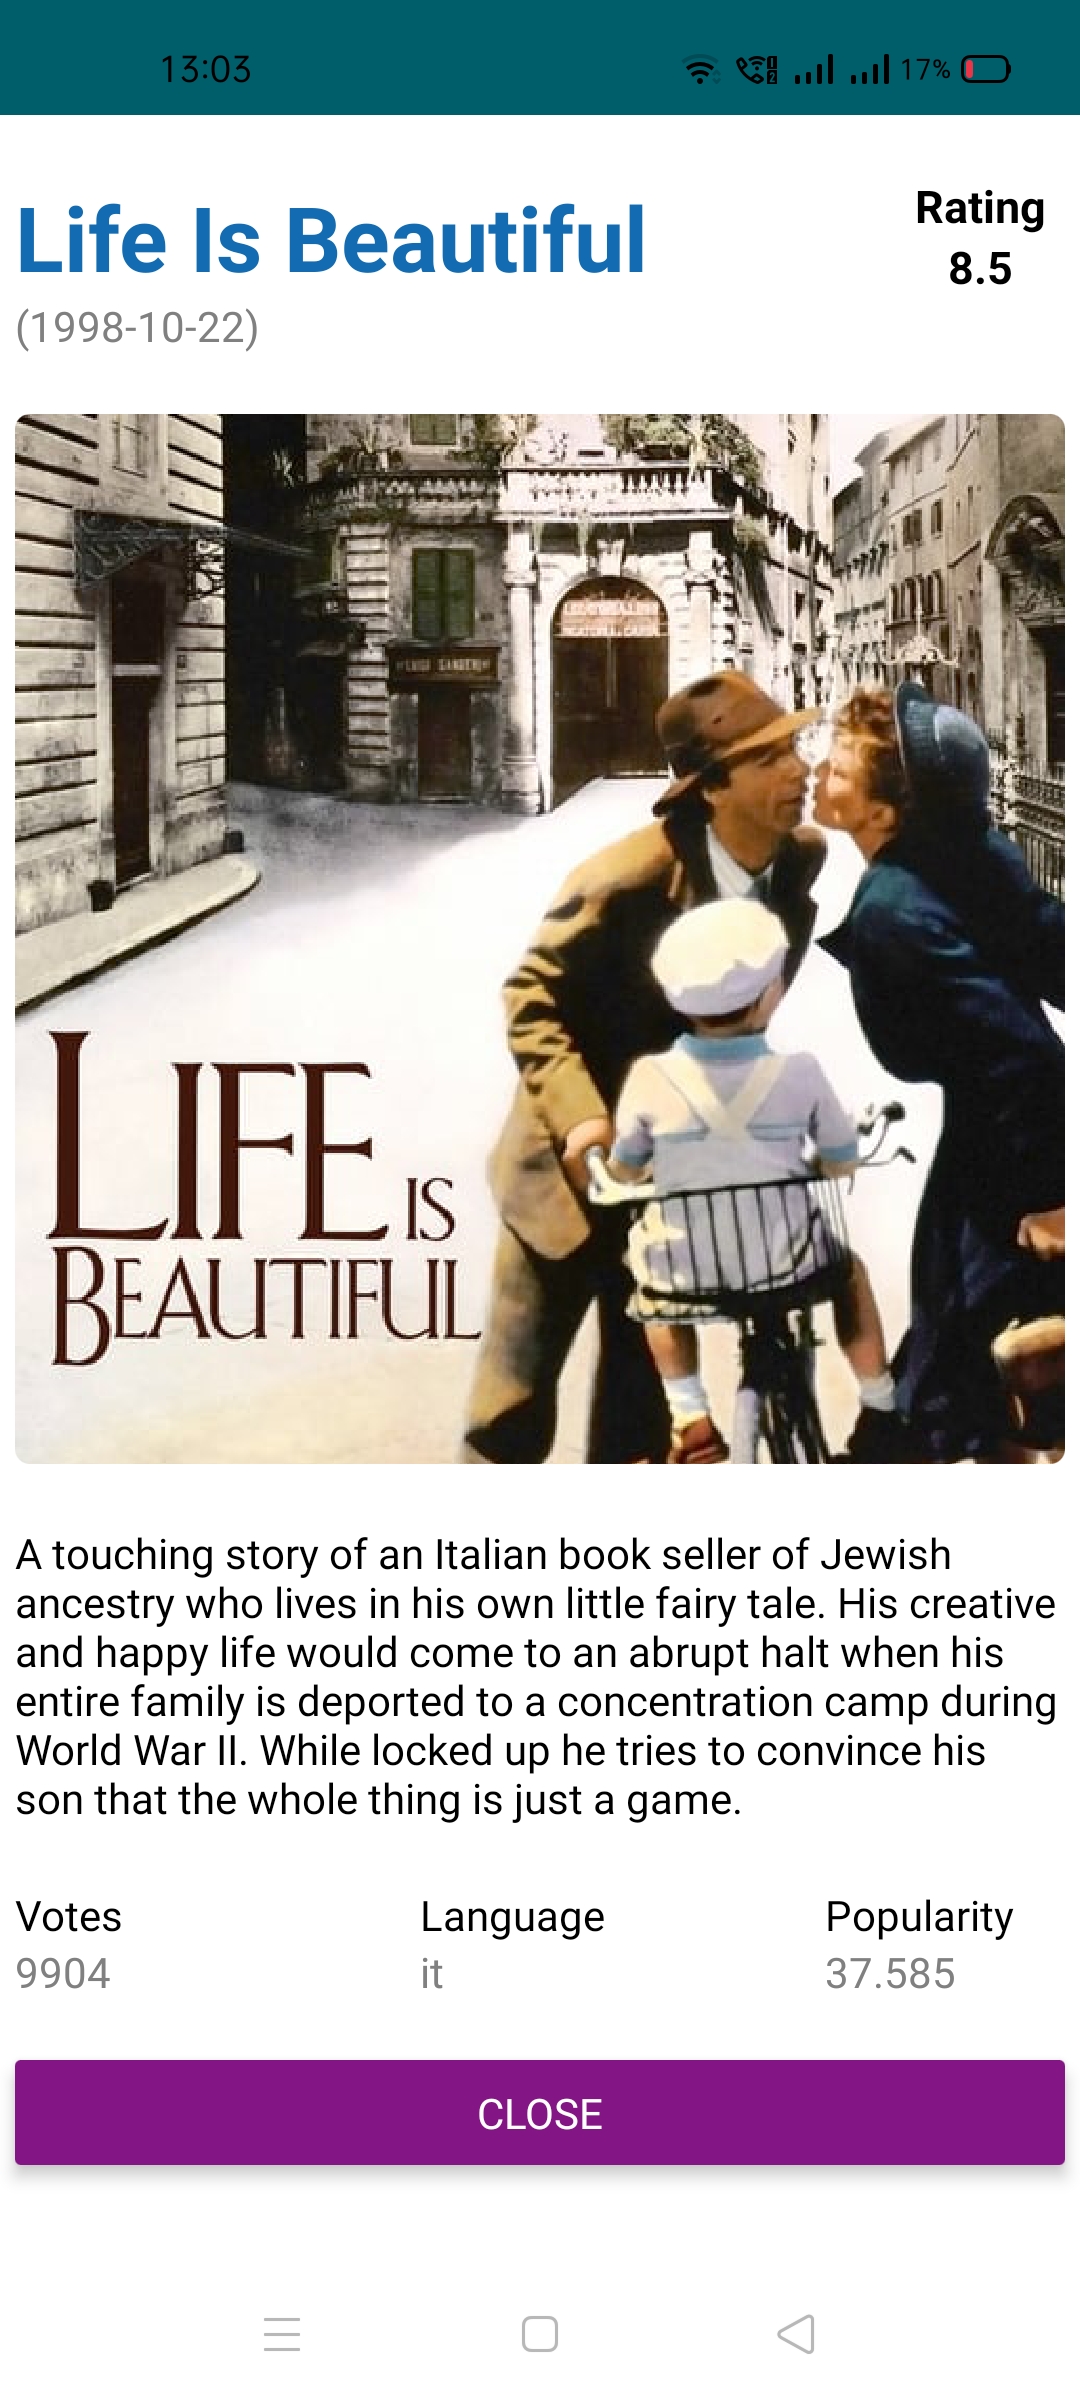 13:03
17%
Life Is Beautiful
Rating
8.5
(1998-10-22)
LIFE IS
BEAUTIFUL
A touching story of an Italian book seller of Jewish
ancestry who lives in his own little fairy tale. His creative
and happy life would come to an abrupt halt when his
entire family is deported to a concentration camp during
World War II. While locked up he tries to convince his
son that the whole thing is just a game.
Votes
Language
Popularity
9904
it
37.585
CLOSE